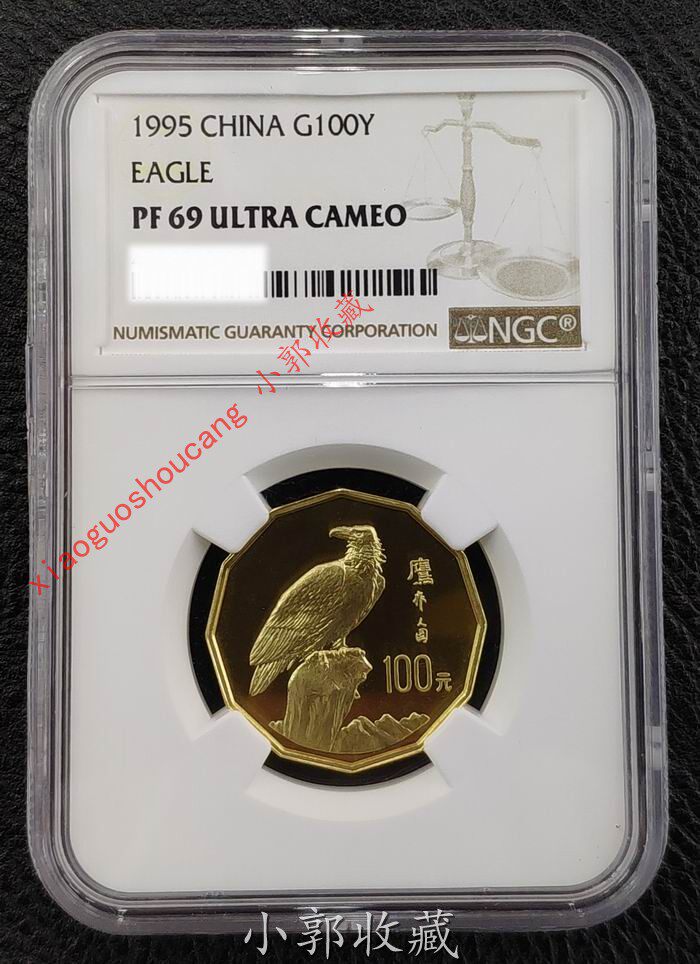 1995 CHINA G100Y
EAGLE
PF 69 ULTRA CAMEO
NUMISMATIC GUARANTY CORPORATION
NGC®
xiaoguoshoucang 小郭收藏
鹰
100元
小郭收藏